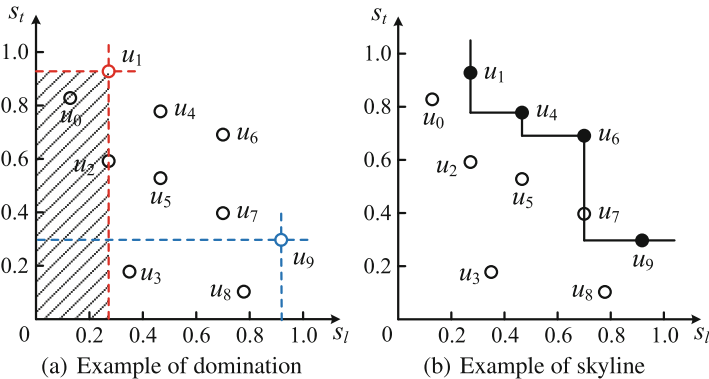 s_t
1.0
u_1
0.8
u_0
u_4
u_6
0.6
u_2
u_5
0.4
u_7
u_9
0.2
u_3
u_8
0
0.2
0.4
0.6
0.8
1.0
s_l
(a) Example of domination
s_t
1.0
u_1
0.8
u_0
u_4
u_6
0.6
u_2
u_5
0.4
u_7
u_9
0.2
u_3
u_8
0
0.2
0.4
0.6
0.8
1.0
s_l
(b) Example of skyline